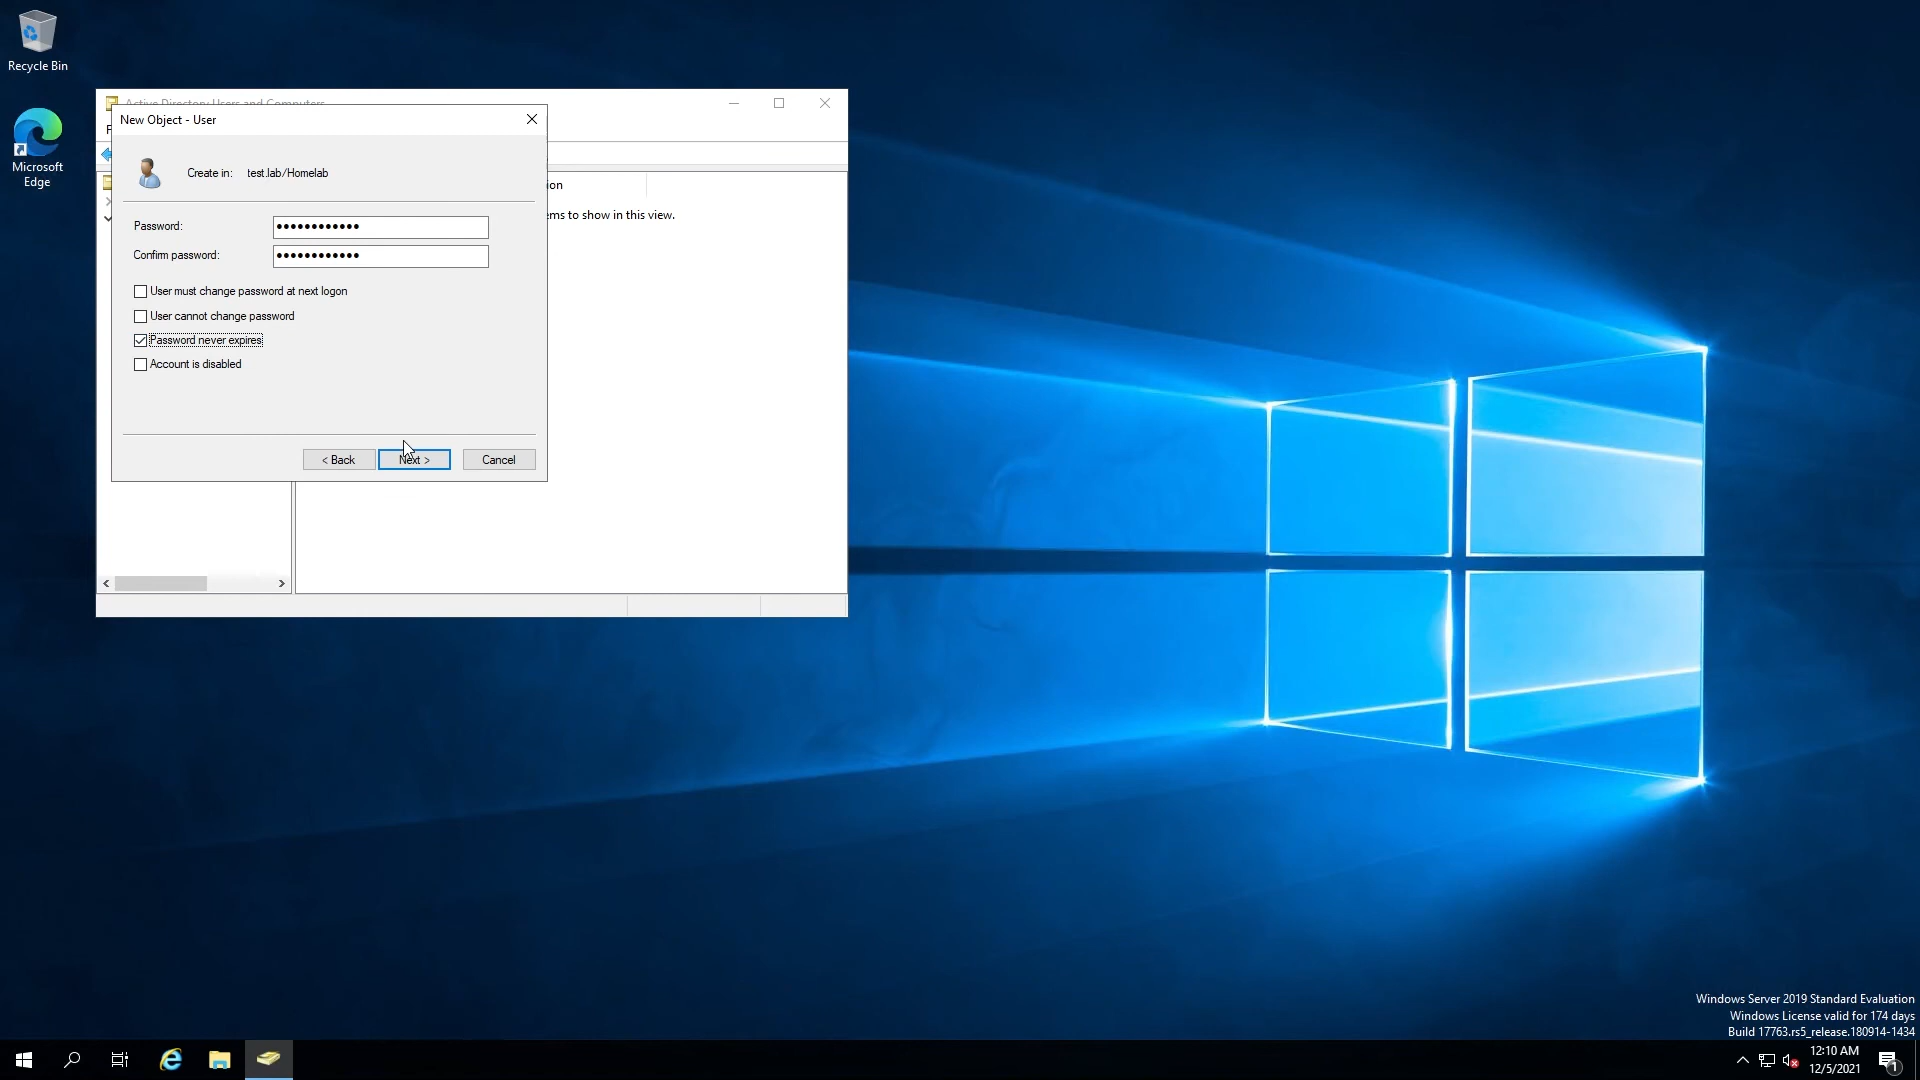 Recycle Bin
Microsoft
Edge
Active Directory Users and Computers
New Object - User
Create in: test.lab/Homelab
ion
ems to show in this view.
Password: ••••••••••••
Confirm password: ••••••••••••
User must change password at next logon
User cannot change password
Password never expires
Account is disabled
< Back
Next >
Cancel
Windows Server 2019 Standard Evaluation
Windows License valid for 174 days
Build 17763.rs5_release.180914-1434
12:10 AM
12/5/2021
1